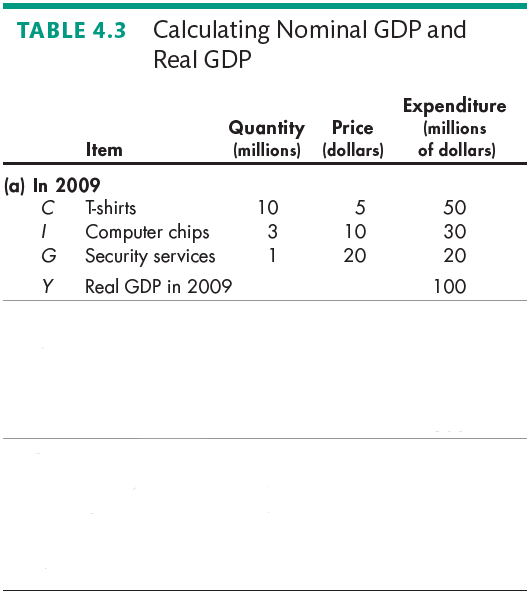 TABLE 4.3 Calculating Nominal GDP and
Real GDP
Item Quantity (millions) Price (dollars) Expenditure (millions of dollars)
(a) In 2009
C T-shirts 10 5 50
I Computer chips 3 10 30
G Security services 1 20 20
Y Real GDP in 2009 100